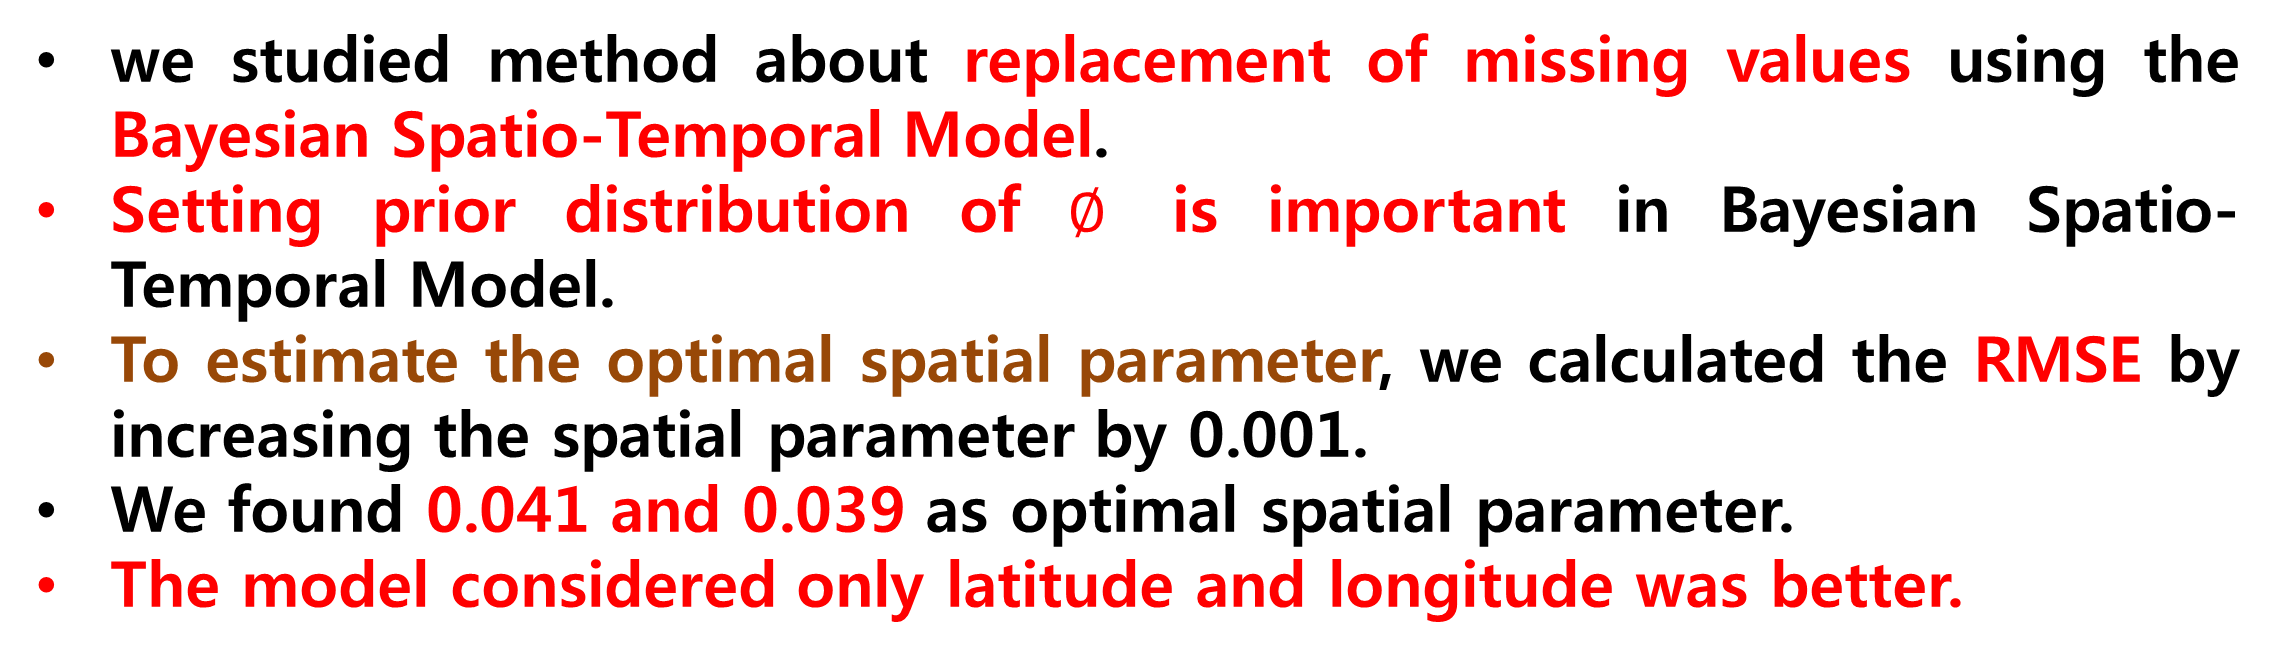 • we studied method about replacement of missing values using the
Bayesian Spatio-Temporal Model.
• Setting prior distribution of ∅ is important in Bayesian Spatio-
Temporal Model.
• To estimate the optimal spatial parameter, we calculated the RMSE by
increasing the spatial parameter by 0.001.
• We found 0.041 and 0.039 as optimal spatial parameter.
• The model considered only latitude and longitude was better.